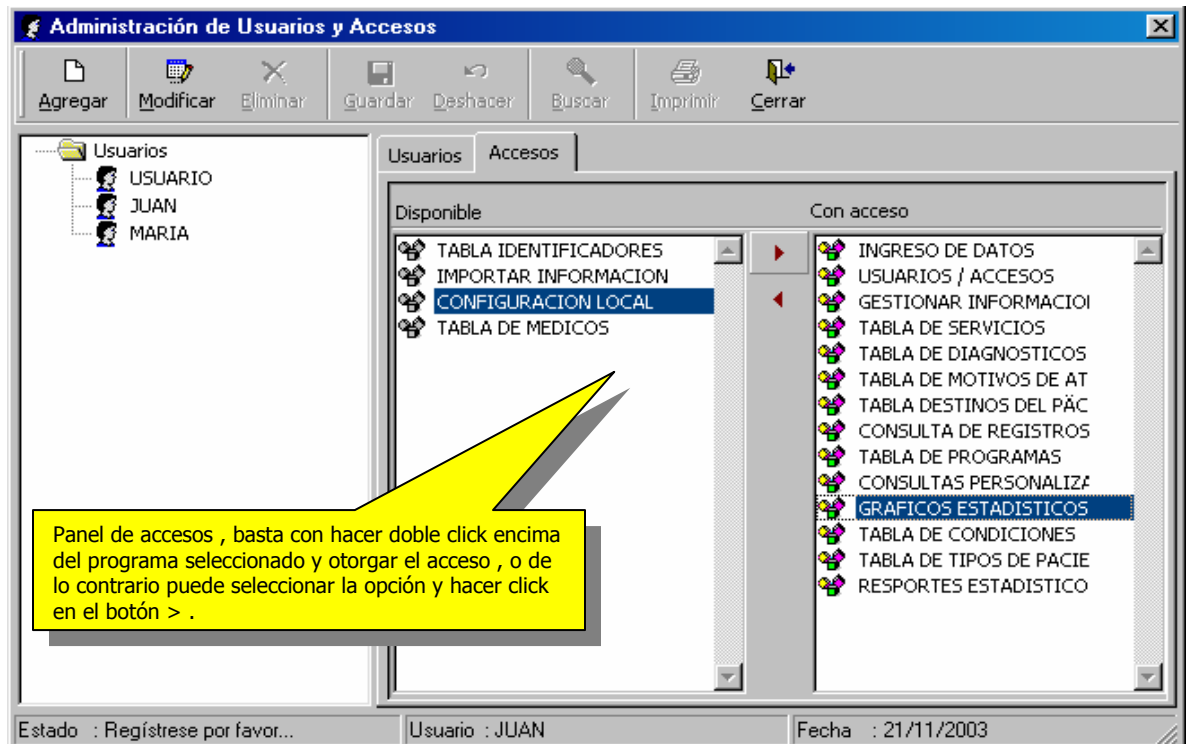 Administración de Usuarios y Accesos
Agregar Modificar Eliminar Guardar Deshacer Buscar Imprimir Cerrar
Usuarios
USUARIO
JUAN
MARIA
Usuarios Accesos
Disponible
TABLA IDENTIFICADORES
IMPORTAR INFORMACION
CONFIGURACION LOCAL
TABLA DE MEDICOS
Con acceso
INGRESO DE DATOS
USUARIOS / ACCESOS
GESTIONAR INFORMACIOI
TABLA DE SERVICIOS
TABLA DE DIAGNOSTICOS
TABLA DE MOTIVOS DE AT
TABLA DESTINOS DEL PÄC
CONSULTA DE REGISTROS
TABLA DE PROGRAMAS
CONSULTAS PERSONALIZA
GRAFICOS ESTADISTICOS
TABLA DE CONDICIONES
TABLA DE TIPOS DE PACIE
RESPORTES ESTADISTICO
Panel de accesos , basta con hacer doble click encima
del programa seleccionado y otorgar el acceso , o de
lo contrario puede seleccionar la opción y hacer click
en el botón > .
Estado : Regístrese por favor... Usuario : JUAN Fecha : 21/11/2003